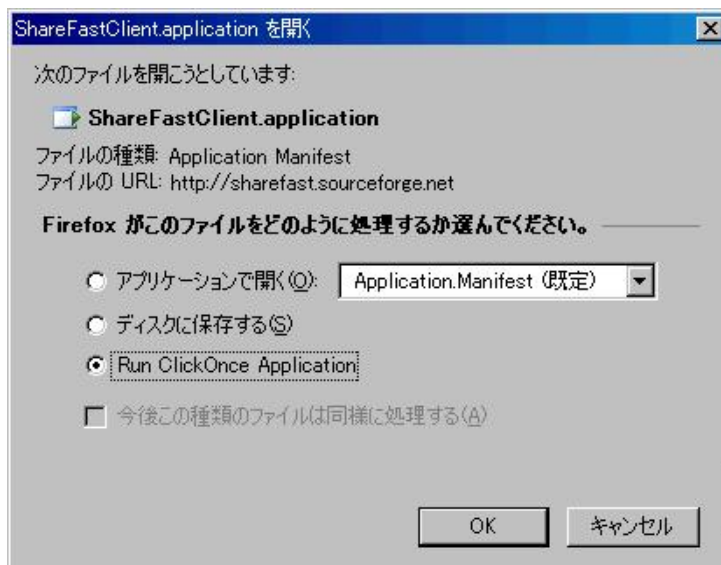 ShareFastClient.application を開く
次のファイルを開こうとしています:
ShareFastClient.application
ファイルの種類: Application Manifest
ファイルの URL: http://sharefast.sourceforge.net
Firefox がこのファイルをどのように処理するか選んでください。
アプリケーションで開く(O): Application.Manifest (既定)
ディスクに保存する(S)
Run ClickOnce Application
今後この種類のファイルは同様に処理する(A)
OK キャンセル